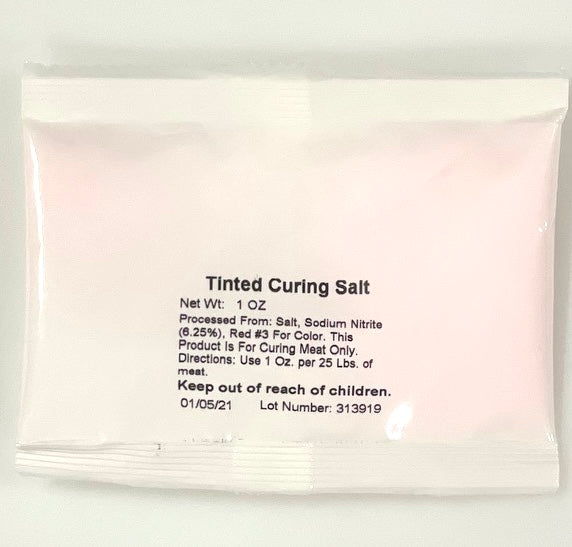 Tinted Curing Salt
Net Wt: 1 OZ
Processed From: Salt, Sodium Nitrite
(6.25%), Red #3 For Color. This
Product Is For Curing Meat Only.
Directions: Use 1 Oz. per 25 Lbs. of
meat.
Keep out of reach of children.
01/05/21 Lot Number: 313919